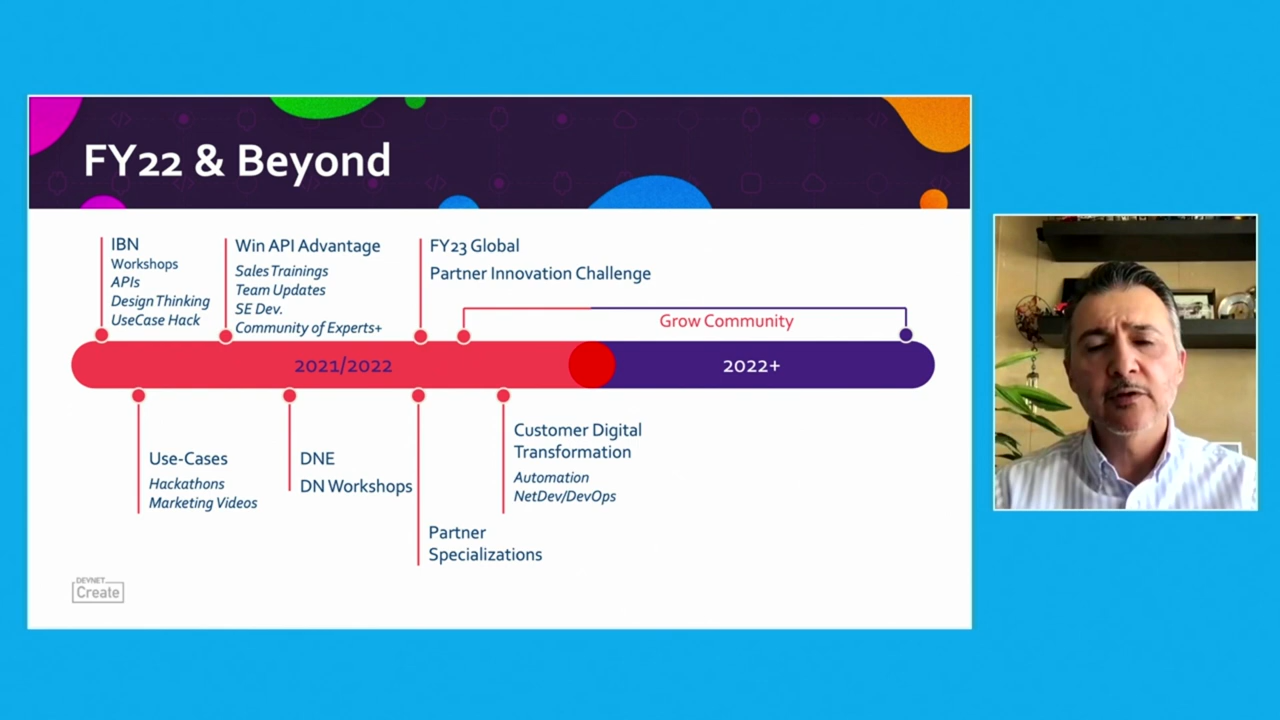 FY22 & Beyond
IBN
Workshops
APIs
Design Thinking
UseCase Hack
Win API Advantage
Sales Trainings
Team Updates
SE Dev.
Community of Experts+
FY23 Global
Partner Innovation Challenge
Grow Community
2021/2022
2022+
Use-Cases
Hackathons
Marketing Videos
DNE
DN Workshops
Partner
Specializations
Customer Digital
Transformation
Automation
NetDev/DevOps
DEVNET
Create